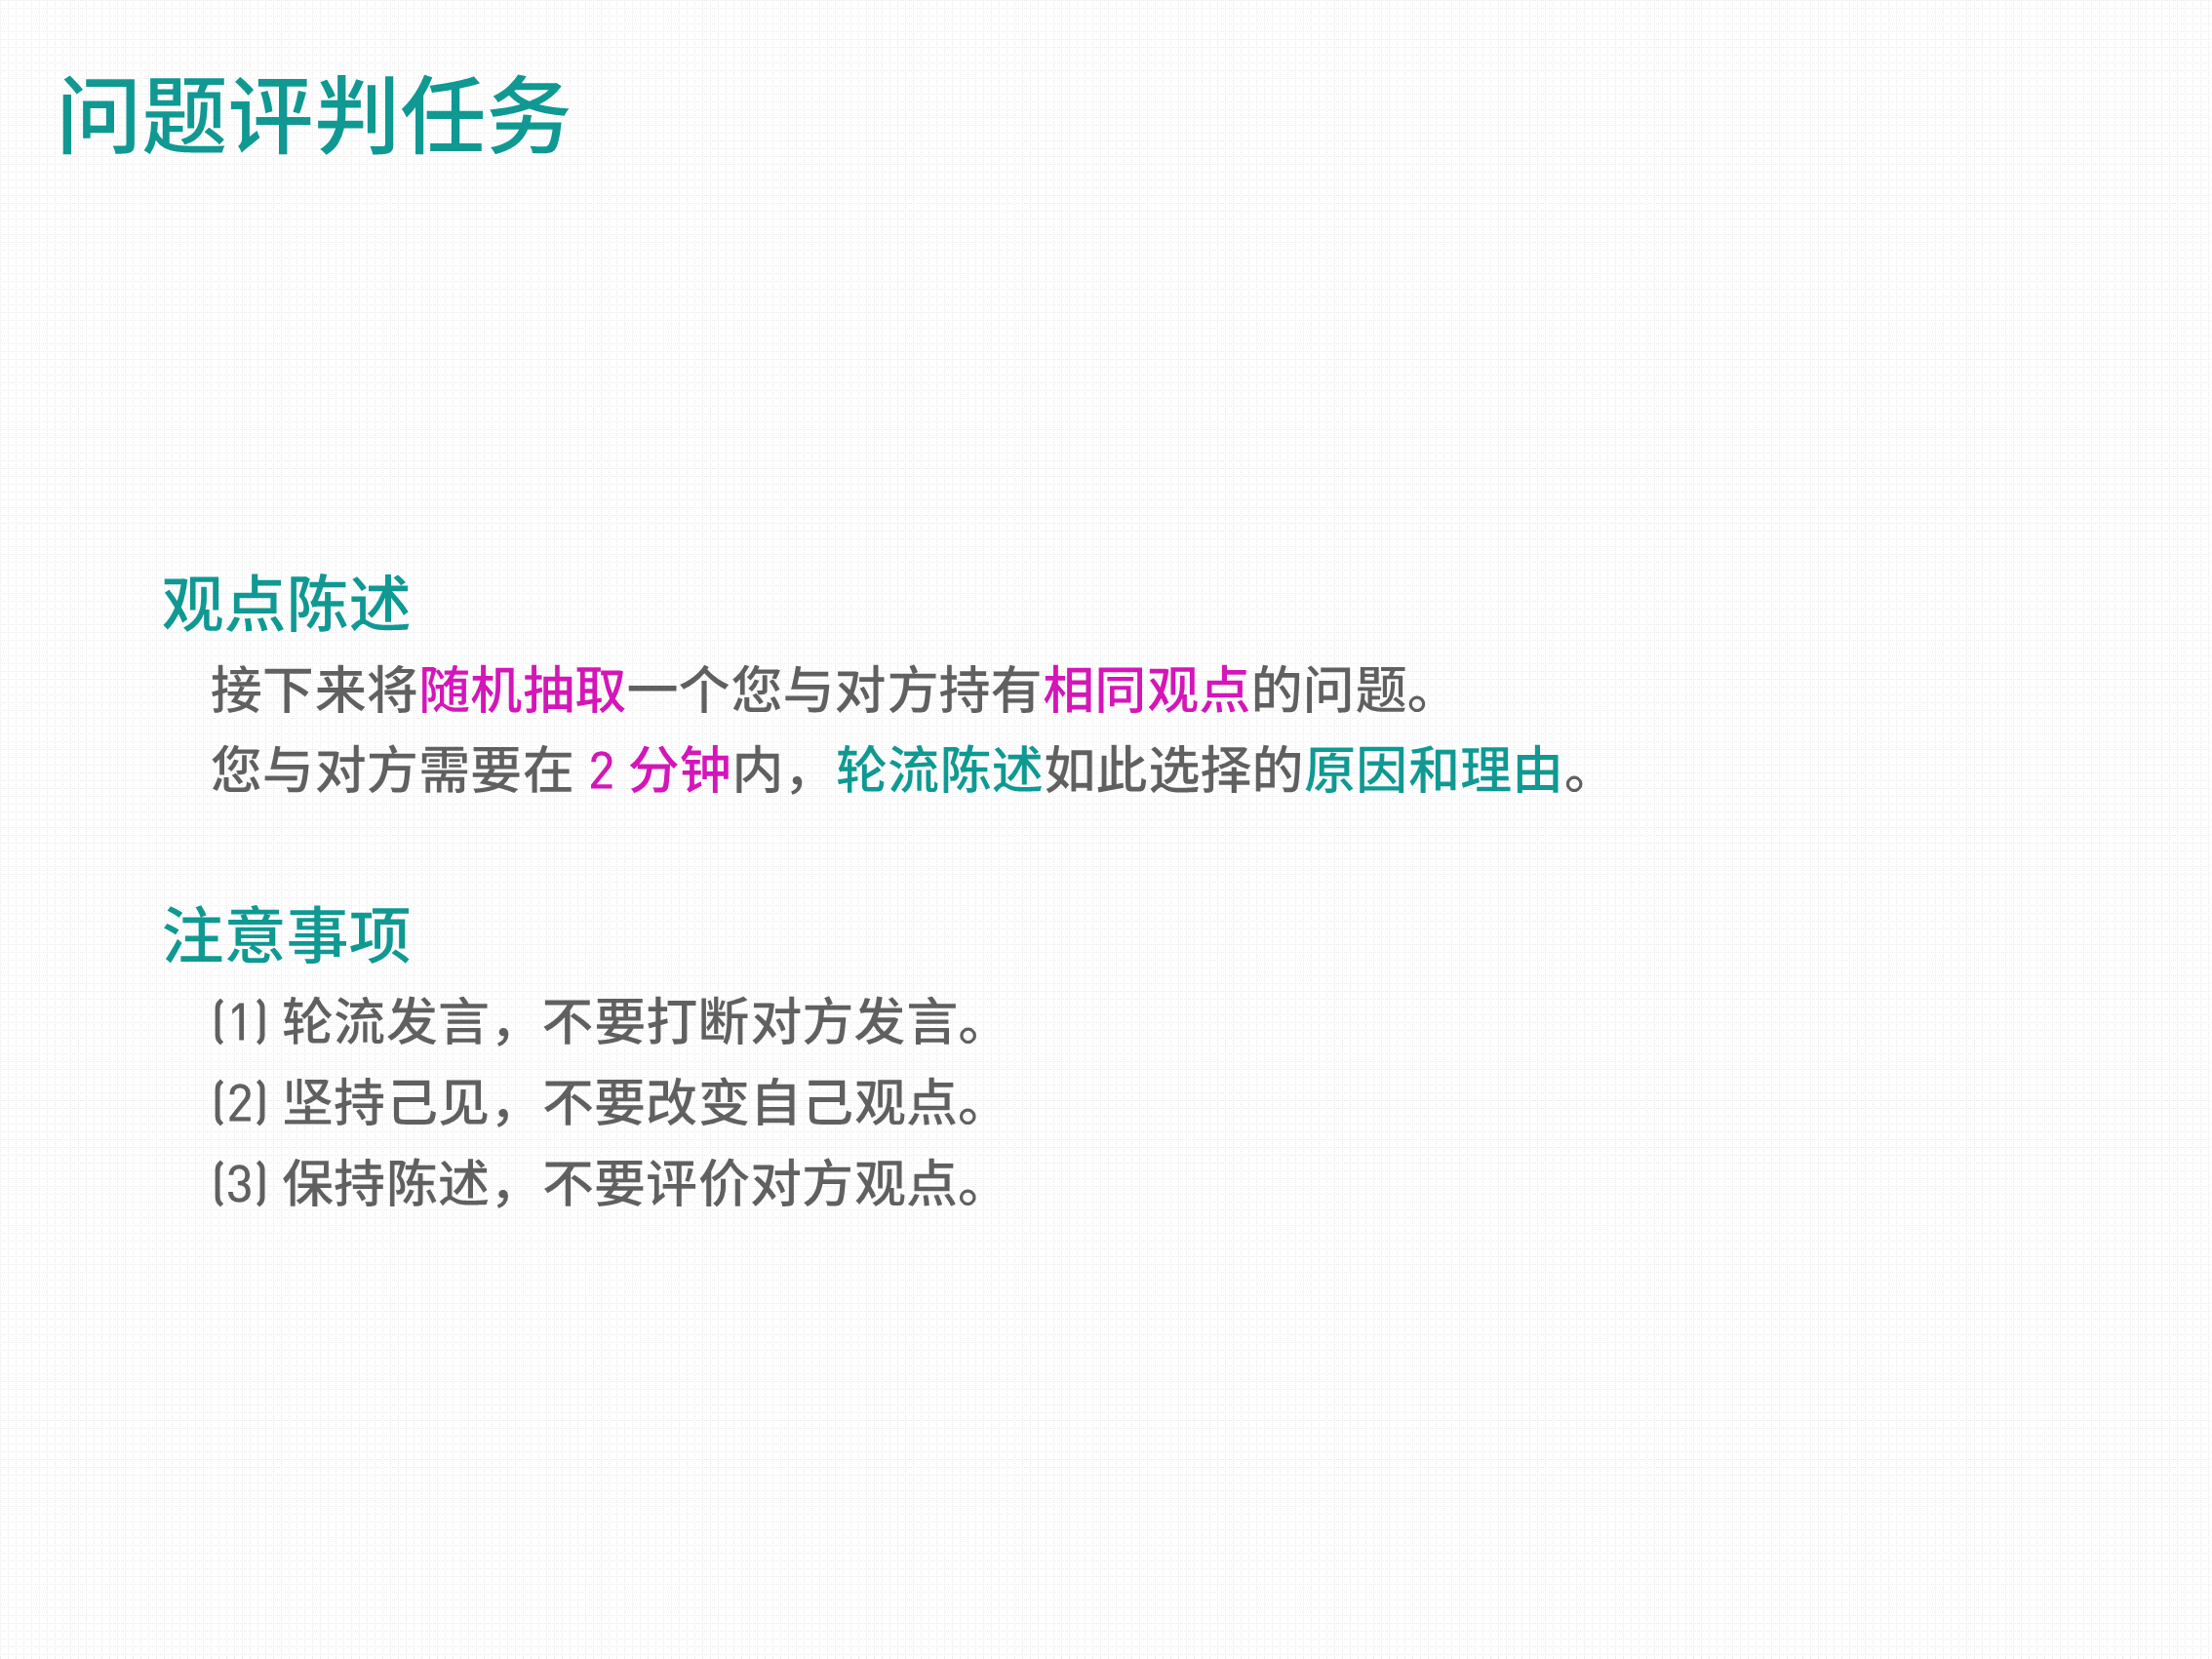 问题评判任务
观点陈述
接下来将随机抽取一个您与对方持有相同观点的问题。
您与对方需要在 2 分钟内，轮流陈述如此选择的原因和理由。
注意事项
(1) 轮流发言，不要打断对方发言。
(2) 坚持己见，不要改变自己观点。
(3) 保持陈述，不要评价对方观点。